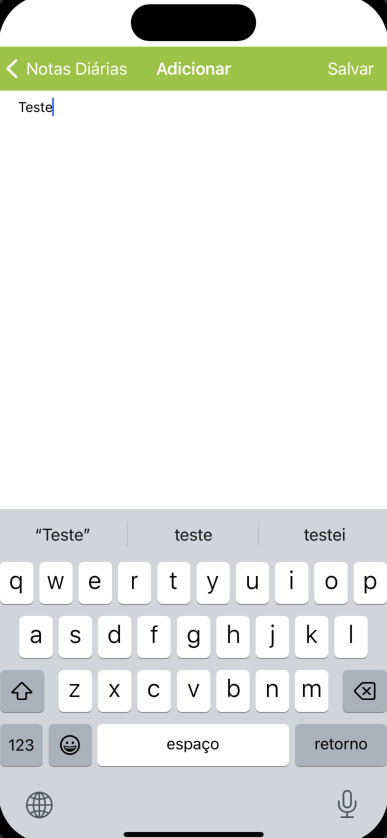 Notas Diárias Adicionar Salvar
Teste
“Teste” teste testei
q w e r t y u i o p
a s d f g h j k l
z x c v b n m
123 espaço retorno